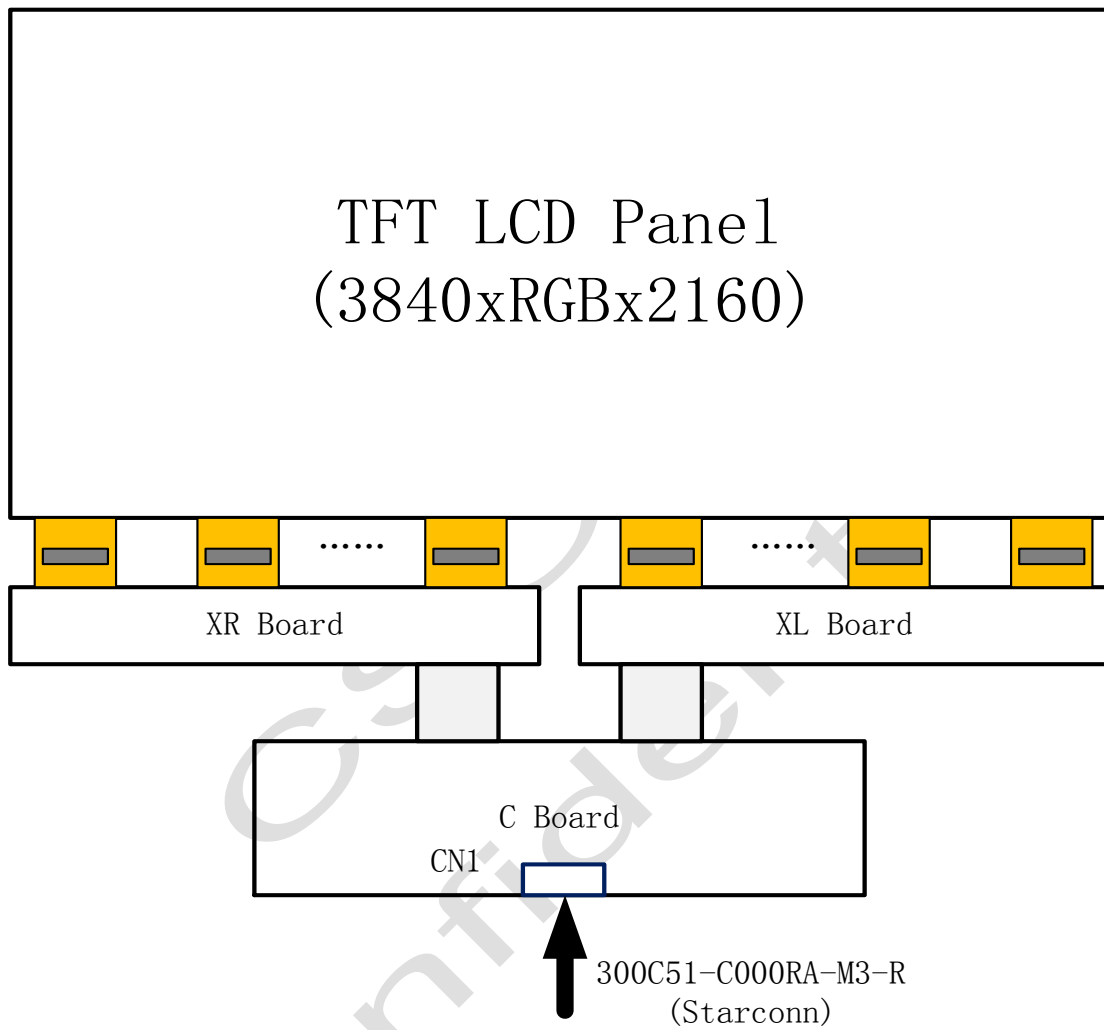 TFT LCD Panel
(3840xRGBx2160)
…… ……
XR Board XL Board
C Board
CN1
300C51-C000RA-M3-R
(Starconn)